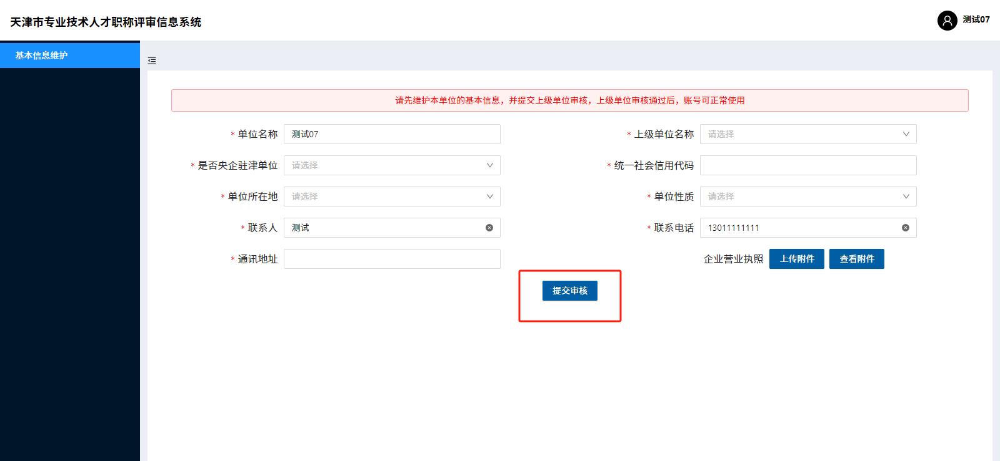 天津市专业技术人才职称评审信息系统
测试07
基本信息维护
请先维护本单位的基本信息，并提交上级单位审核，上级单位审核通过后，账号可正常使用
* 单位名称 测试07
* 上级单位名称 请选择
* 是否央企驻津单位 请选择
* 统一社会信用代码
* 单位所在地 请选择
* 单位性质 请选择
* 联系人 测试
* 联系电话 13011111111
* 通讯地址
企业营业执照 上传附件 查看附件
提交审核